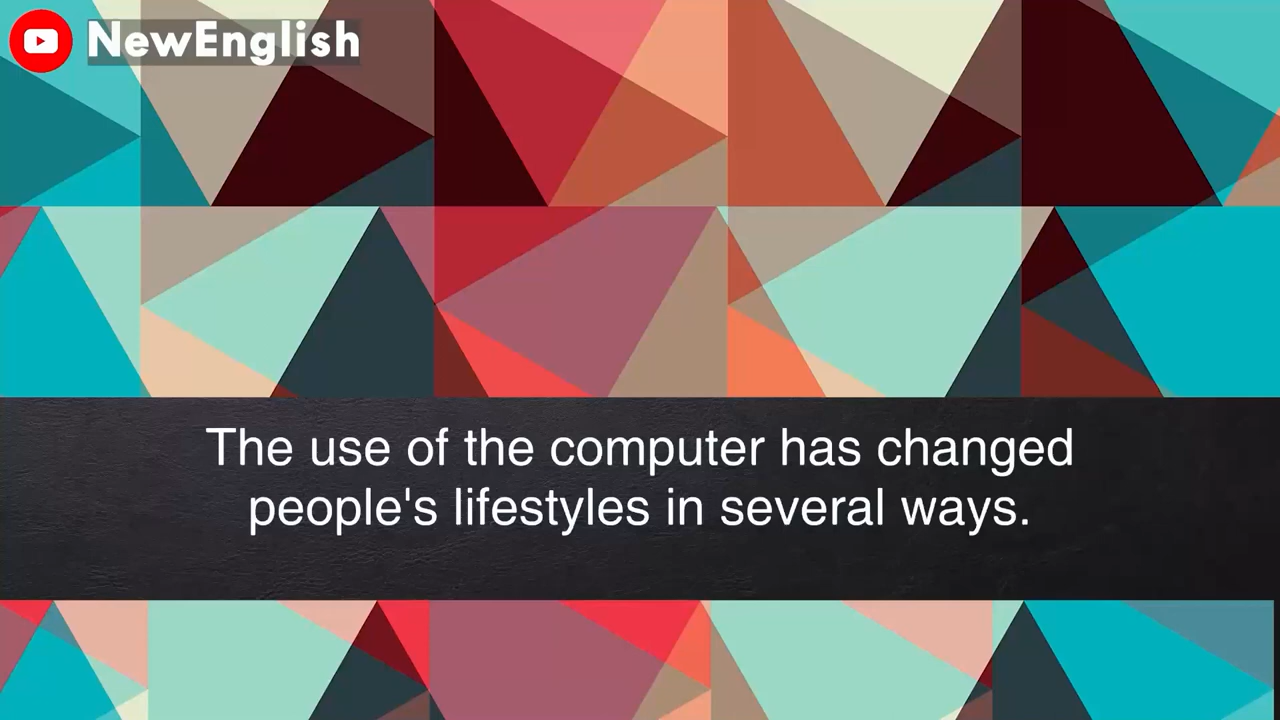 NewEnglish
The use of the computer has changed
people's lifestyles in several ways.